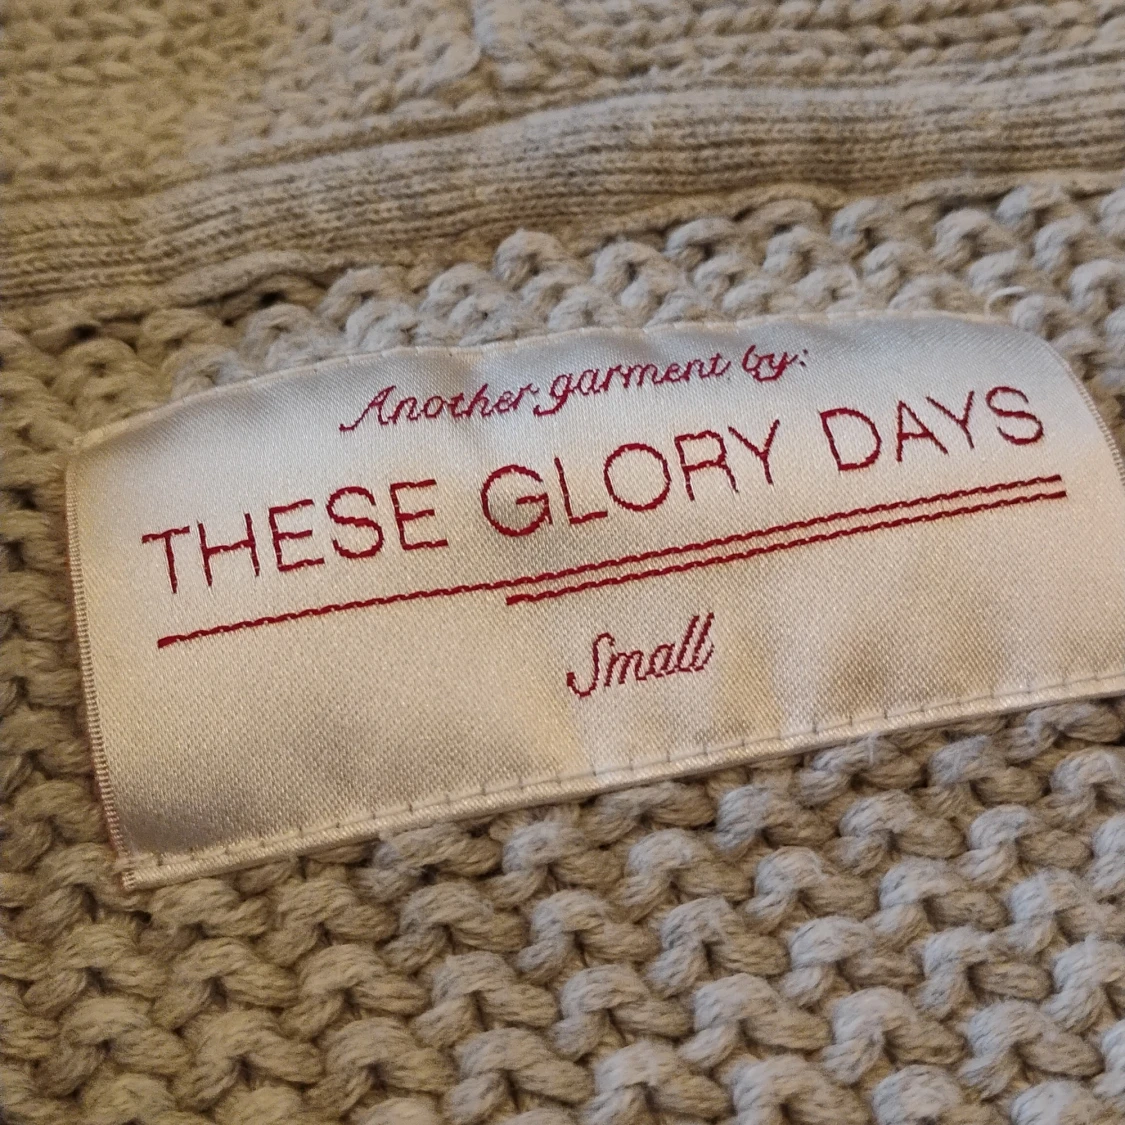 Another garment by:
THESE GLORY DAYS
Small